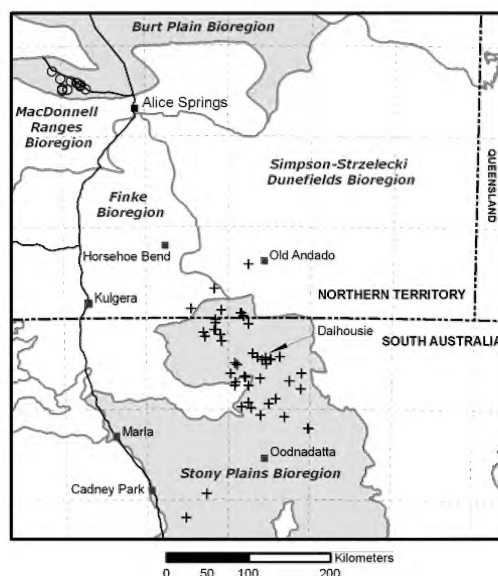 Burt Plain Bioregion
Alice Springs
MacDonnell
Ranges
Bioregion
QUEENSLAND
Simpson-Strzelecki
Dunefields Bioregion
Finke
Bioregion
Horsehoe Bend
Old Andado
Kulgera
NORTHERN TERRITORY
SOUTH AUSTRALIA
Dalhousie
Marla
Oodnadatta
Stony Plains Bioregion
Cadney Park
Kilometers
0 50 100 200